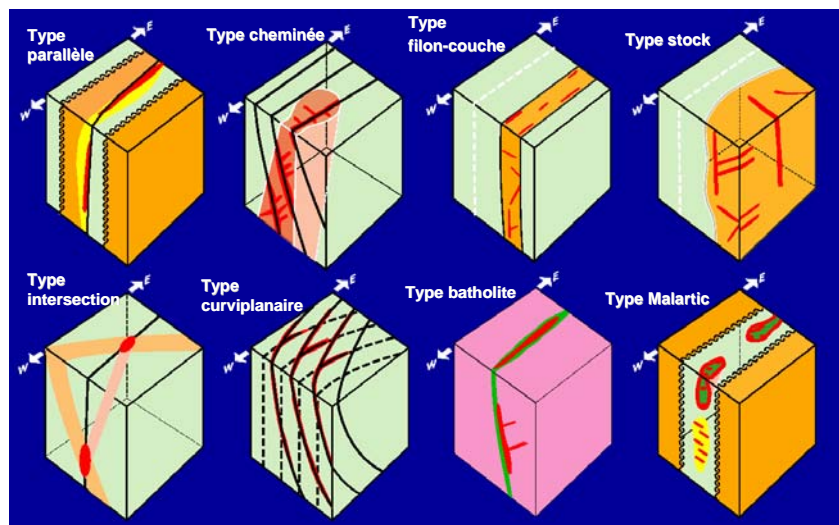 Type
parallèle
E
W
Type cheminée
E
W
Type
filon-couche
E
W
Type stock
E
W
Type
intersection
E
W
Type
curviplanaire
E
W
Type batholite
E
W
Type Malartic
E
W